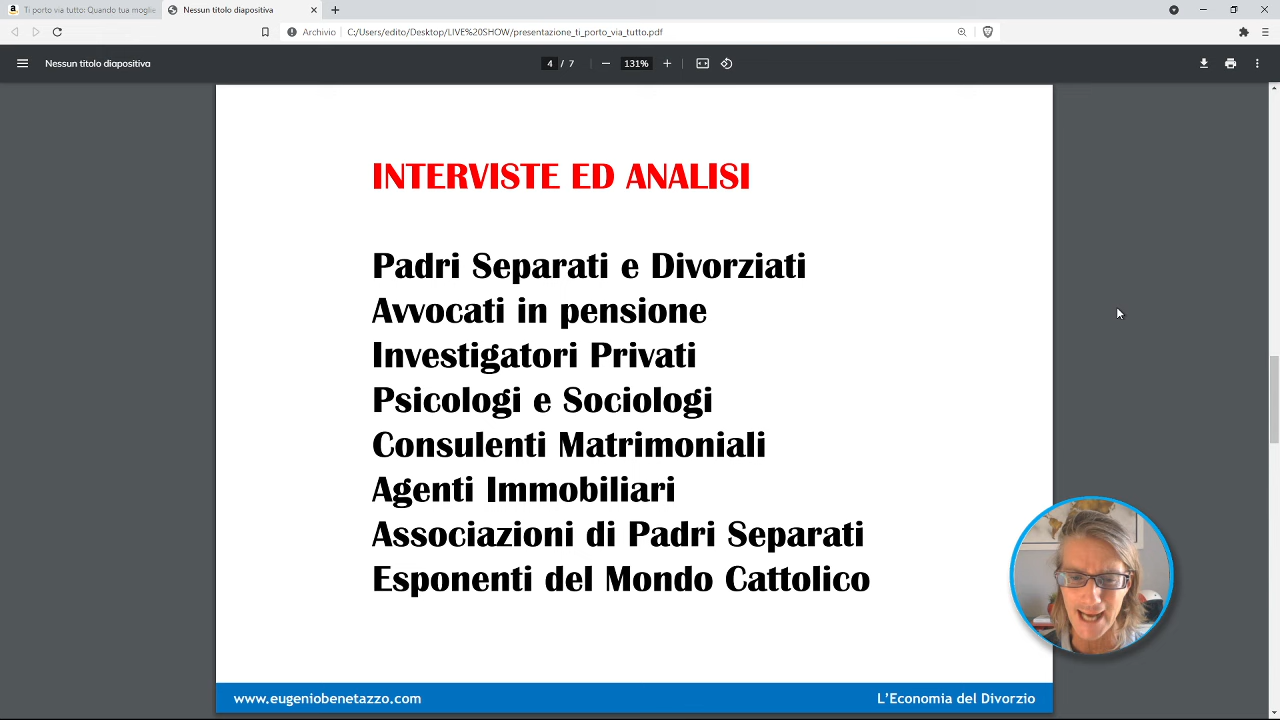 Ti porto via tutto: Quando tua moglie
Nessun titolo diapositiva
Archivio
C:/Users/edito/Desktop/LIVE%20SHOW/presentazione_ti_porto_via_tutto.pdf
Nessun titolo diapositiva
4 / 7
131%
INTERVISTE ED ANALISI
Padri Separati e Divorziati
Avvocati in pensione
Investigatori Privati
Psicologi e Sociologi
Consulenti Matrimoniali
Agenti Immobiliari
Associazioni di Padri Separati
Esponenti del Mondo Cattolico
www.eugeniobenetazzo.com
L'Economia del Divorzio